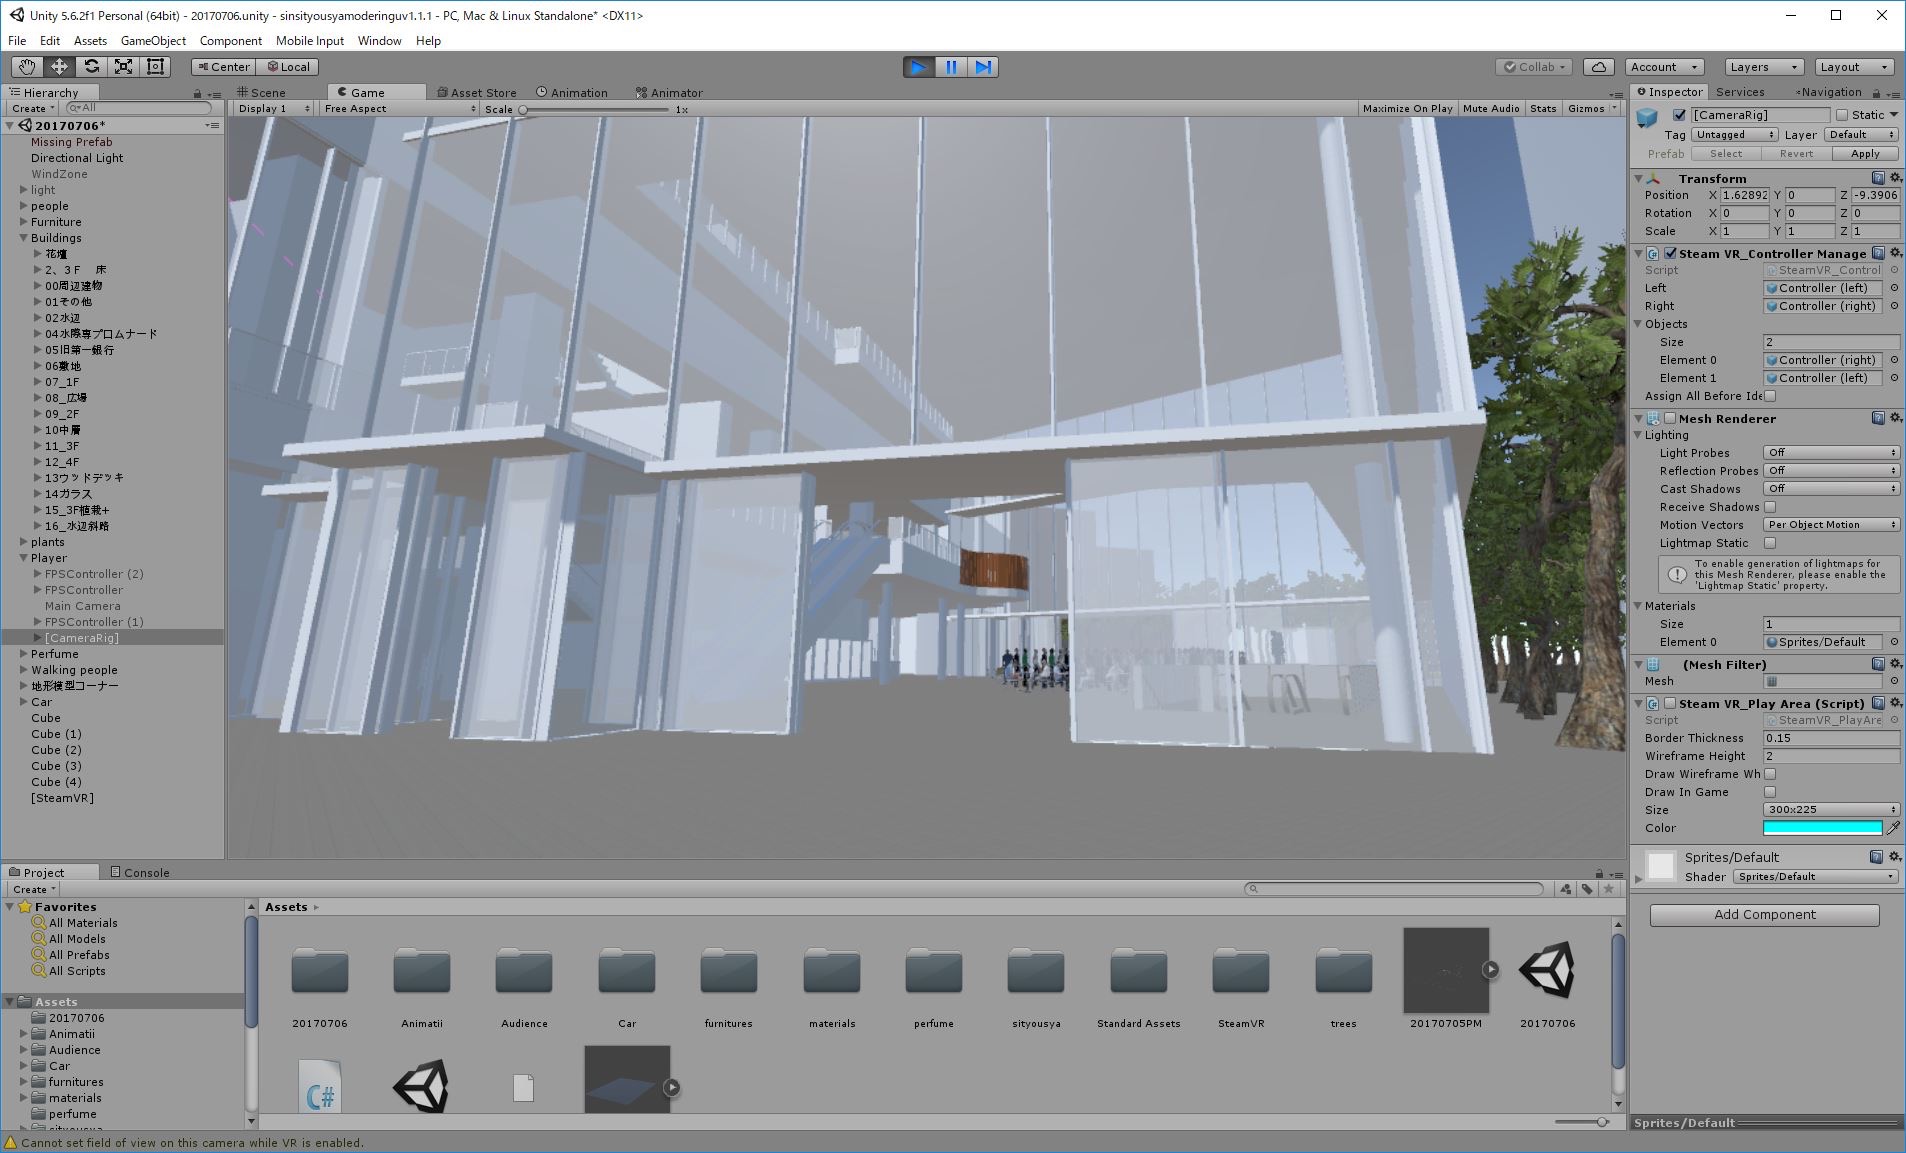 Unity 5.6.2f1 Personal (64bit) - 20170706.unity - sinsityousyamoderinguv1.1.1 - PC, Mac & Linux Standalone* <DX11>
File Edit Assets GameObject Component Mobile Input Window Help
Center Local Collab Account Layers Layout
Hierarchy
Create All
20170706*
Missing Prefab
Directional Light
WindZone
light
people
Furniture
Buildings
花壇
2、3F 床
00周辺建物
01その他
02水辺
04水際専プロムナード
05旧第一銀行
06敷地
07_1F
08_広場
09_2F
10中層
11_3F
12_4F
13ウッドデッキ
14ガラス
15_3F植栽+
16_水辺斜路
plants
Player
FPSController (2)
FPSController
Main Camera
FPSController (1)
[CameraRig]
Perfume
Walking people
地形模型コーナー
Car
Cube
Cube (1)
Cube (2)
Cube (3)
Cube (4)
[SteamVR]
Scene Game Asset Store Animation Animator
Display 1 Free Aspect Scale 1x Maximize On Play Mute Audio Stats Gizmos
Inspector Services Navigation
[CameraRig] Static
Tag Untagged Layer Default
Prefab Select Revert Apply
Transform
Position X 1.62892 Y 0 Z -9.3906
Rotation X 0 Y 0 Z 0
Scale X 1 Y 1 Z 1
Steam VR_Controller Manage
Script SteamVR_Control
Left Controller (left)
Right Controller (right)
Objects
Size 2
Element 0 Controller (right)
Element 1 Controller (left)
Assign All Before Ide
Mesh Renderer
Lighting
Light Probes Off
Reflection Probes Off
Cast Shadows Off
Receive Shadows
Motion Vectors Per Object Motion
Lightmap Static
To enable generation of lightmaps for
this Mesh Renderer, please enable the
'Lightmap Static' property.
Materials
Size 1
Element 0 Sprites/Default
(Mesh Filter)
Mesh
Steam VR_Play Area (Script)
Script SteamVR_PlayAre
Border Thickness 0.15
Wireframe Height 2
Draw Wireframe Wh
Draw In Game
Size 300x225
Color
Sprites/Default
Shader Sprites/Default
Add Component
Sprites/Default
Project Console
Create
Favorites
All Materials
All Models
All Prefabs
All Scripts
Assets
20170706
Animatii
Audience
Car
furnitures
materials
perfume
sityousya
Assets
20170706 Animatii Audience Car furnitures materials perfume sityousya Standard Assets SteamVR trees 20170705PM 20170706
C#
Cannot set field of view on this camera while VR is enabled.